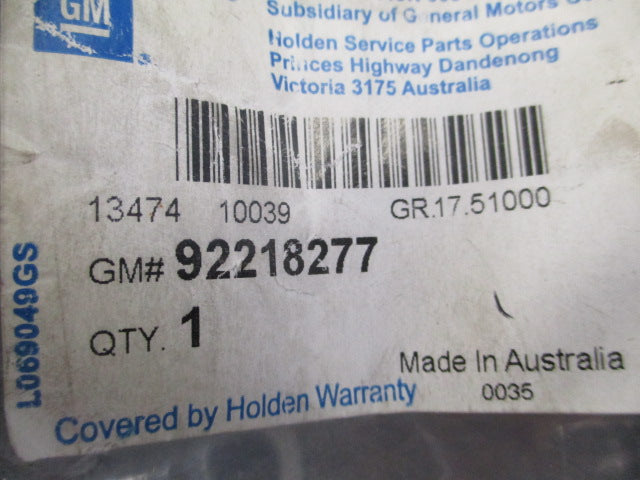 GM
Subsidiary of General Motors
Holden Service Parts Operations
Princes Highway Dandenong
Victoria 3175 Australia
13474 10039 GR.17.51000
GM# 92218277
QTY. 1
Made In Australia
0035
Covered by Holden Warranty
L069049GS